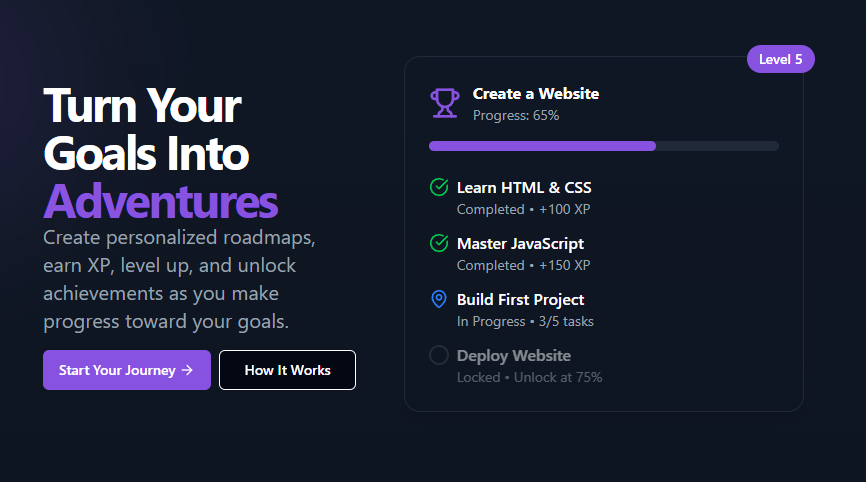 Turn Your
Goals Into
Adventures
Create personalized roadmaps,
earn XP, level up, and unlock
achievements as you make
progress toward your goals.
Start Your Journey →
How It Works
Level 5
Create a Website
Progress: 65%
Learn HTML & CSS
Completed • +100 XP
Master JavaScript
Completed • +150 XP
Build First Project
In Progress • 3/5 tasks
Deploy Website
Locked • Unlock at 75%